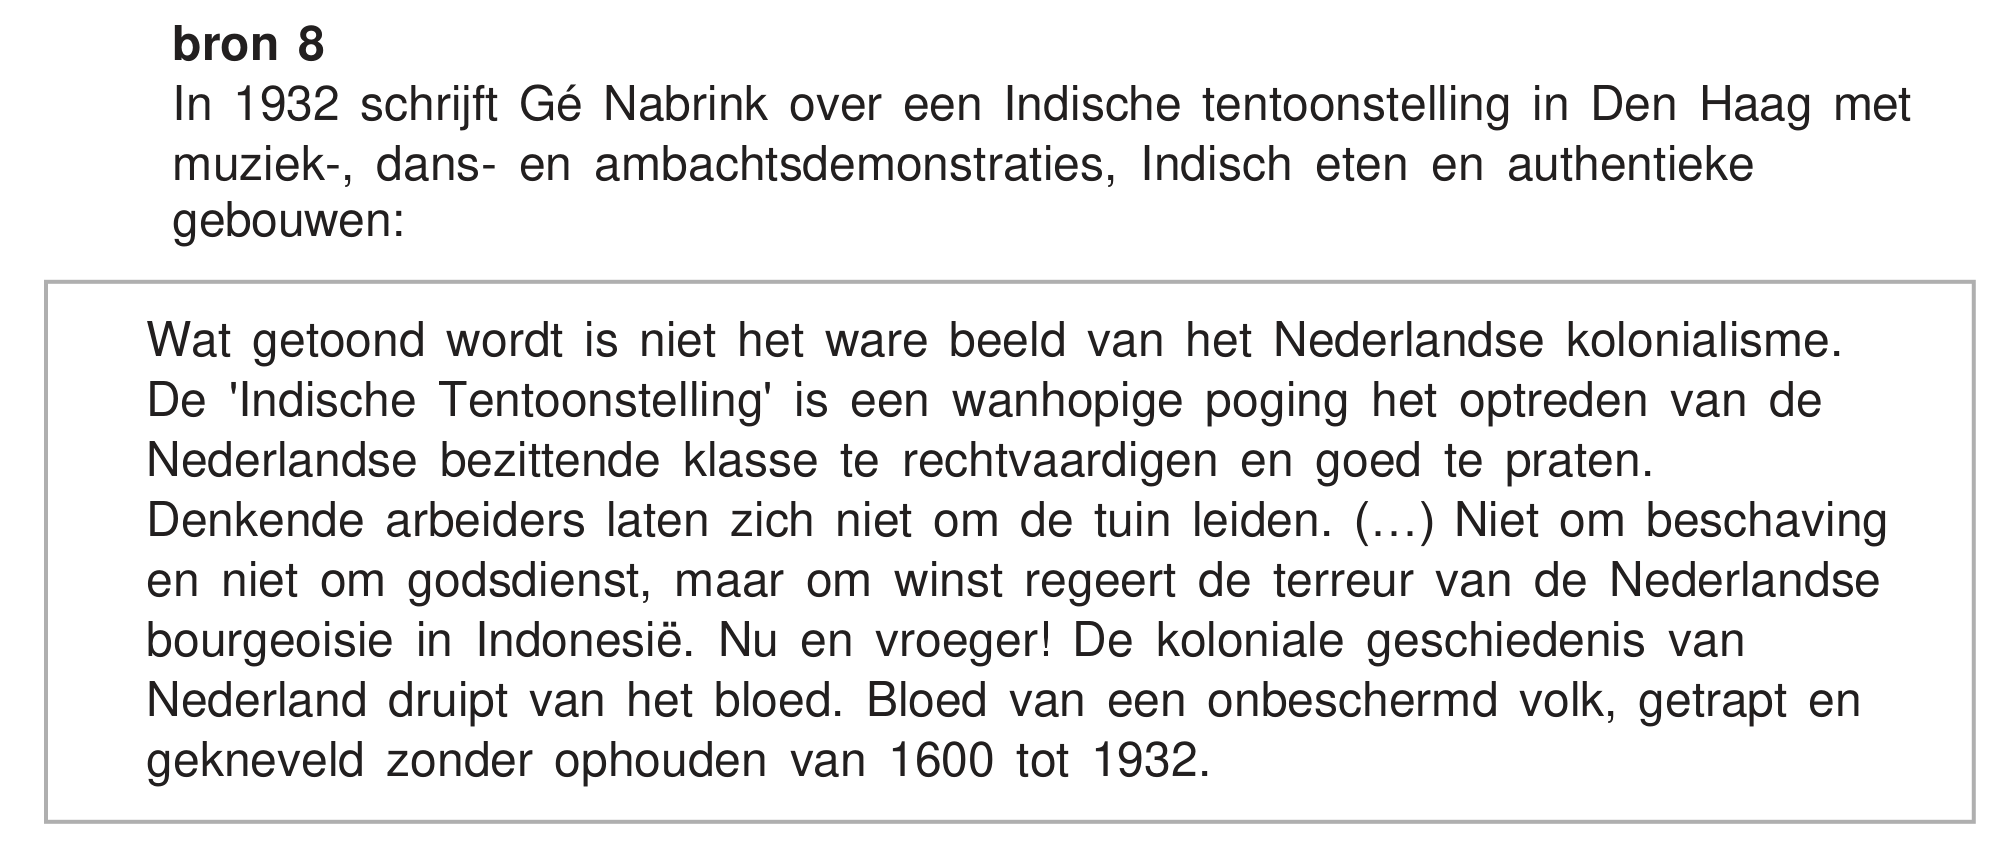 bron 8
In 1932 schrijft Gé Nabrink over een Indische tentoonstelling in Den Haag met
muziek-, dans- en ambachtsdemonstraties, Indisch eten en authentieke
gebouwen:
Wat getoond wordt is niet het ware beeld van het Nederlandse kolonialisme.
De 'Indische Tentoonstelling' is een wanhopige poging het optreden van de
Nederlandse bezittende klasse te rechtvaardigen en goed te praten.
Denkende arbeiders laten zich niet om de tuin leiden. (…) Niet om beschaving
en niet om godsdienst, maar om winst regeert de terreur van de Nederlandse
bourgeoisie in Indonesië. Nu en vroeger! De koloniale geschiedenis van
Nederland druipt van het bloed. Bloed van een onbeschermd volk, getrapt en
gekneveld zonder ophouden van 1600 tot 1932.